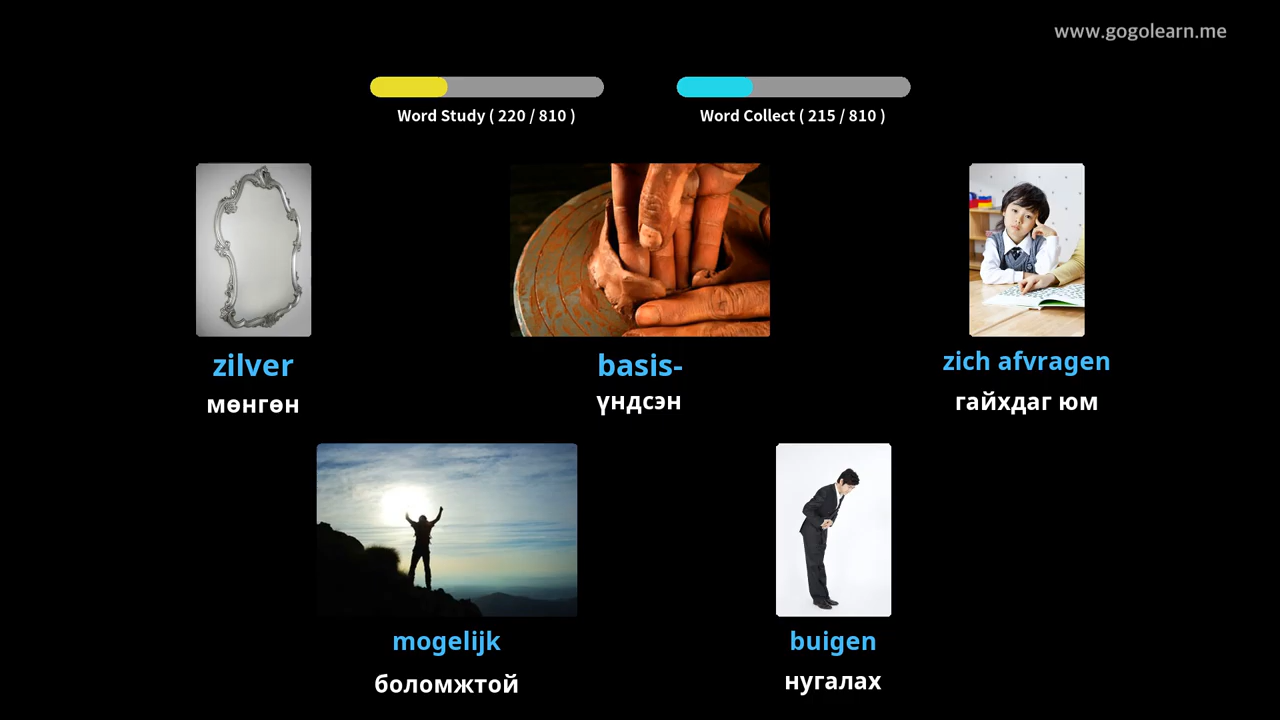 www.gogolearn.me
Word Study ( 220 / 810 )
Word Collect ( 215 / 810 )
zilver
мөнгөн
basis-
үндсэн
zich afvragen
гайхдаг юм
mogelijk
боломжтой
buigen
нугалах